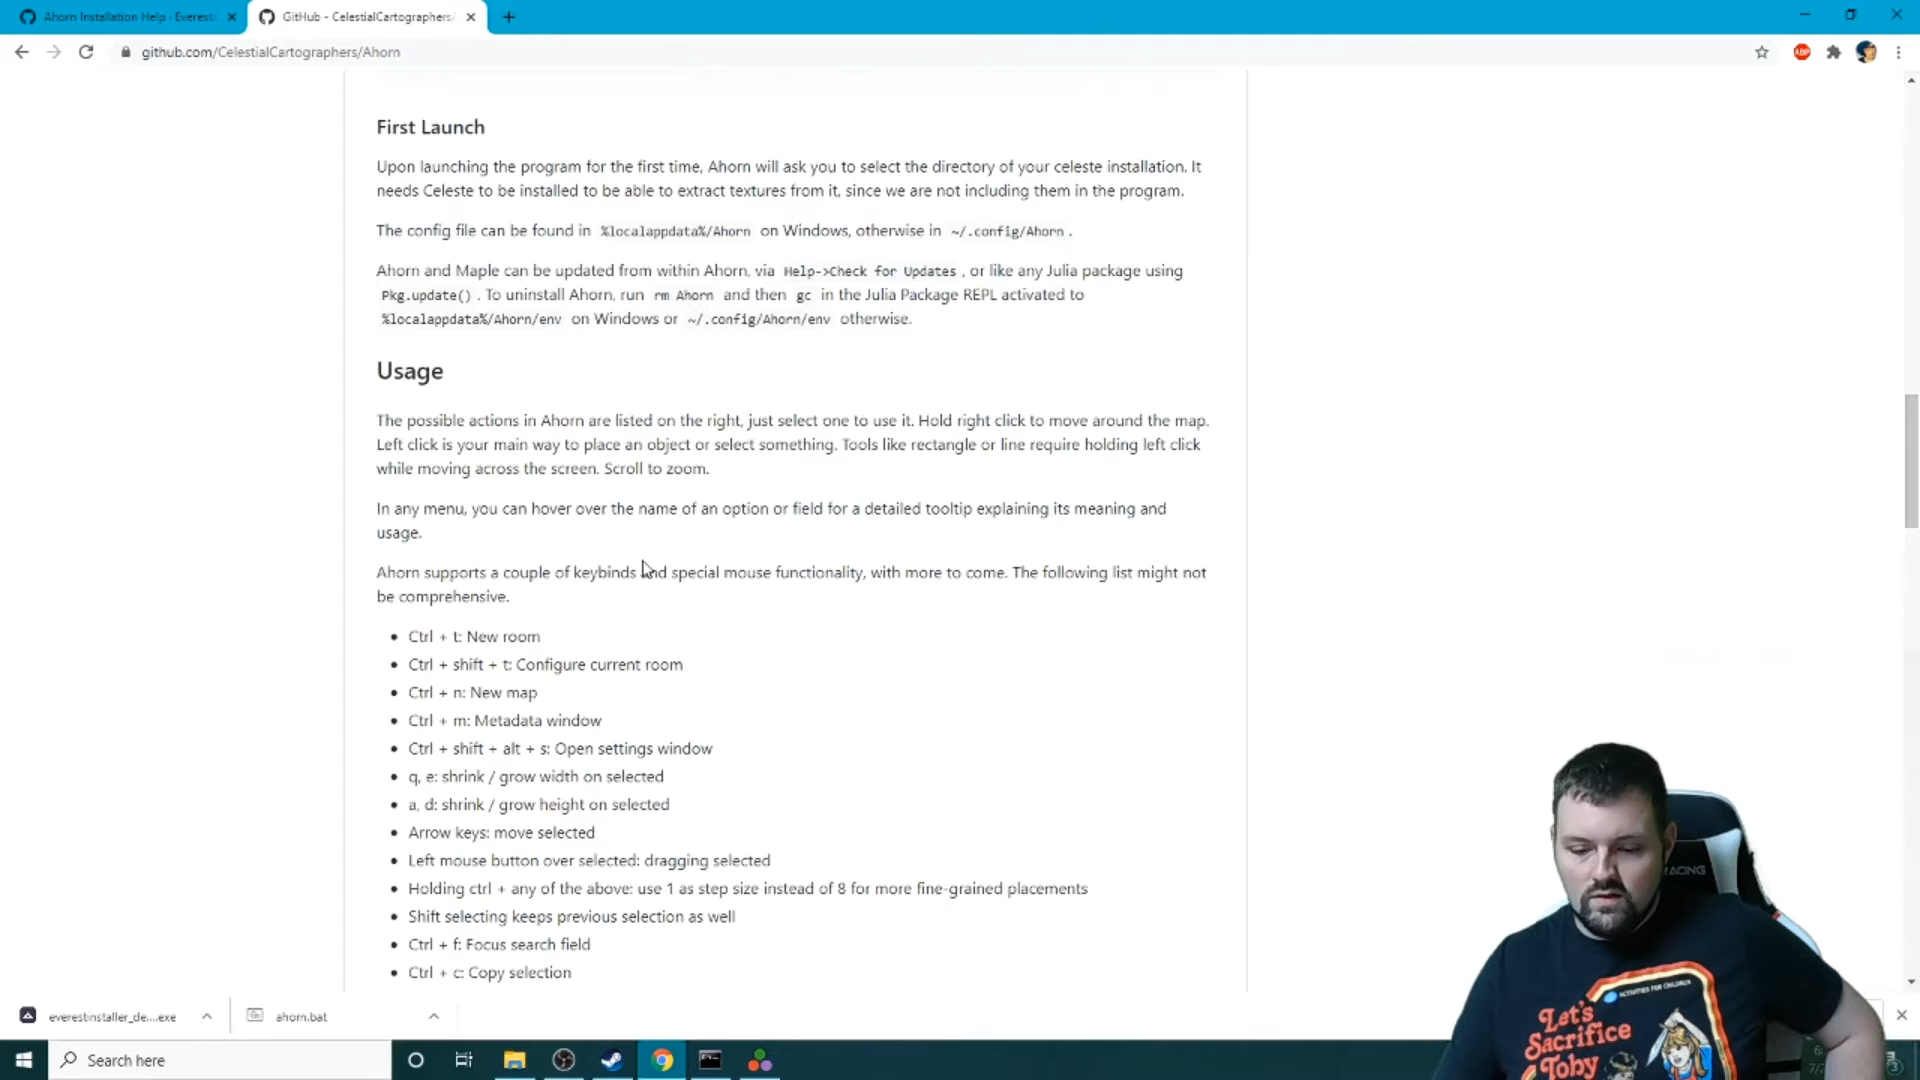 Ahorn Installation Help · Everest
GitHub - CelestialCartographers/
github.com/CelestialCartographers/Ahorn
ABP
First Launch
Upon launching the program for the first time, Ahorn will ask you to select the directory of your celeste installation. It
needs Celeste to be installed to be able to extract textures from it, since we are not including them in the program.
The config file can be found in %localappdata%/Ahorn on Windows, otherwise in ~/.config/Ahorn .
Ahorn and Maple can be updated from within Ahorn, via Help->Check for Updates , or like any Julia package using
Pkg.update() . To uninstall Ahorn, run rm Ahorn and then gc in the Julia Package REPL activated to
%localappdata%/Ahorn/env on Windows or ~/.config/Ahorn/env otherwise.
Usage
The possible actions in Ahorn are listed on the right, just select one to use it. Hold right click to move around the map.
Left click is your main way to place an object or select something. Tools like rectangle or line require holding left click
while moving across the screen. Scroll to zoom.
In any menu, you can hover over the name of an option or field for a detailed tooltip explaining its meaning and
usage.
Ahorn supports a couple of keybinds and special mouse functionality, with more to come. The following list might not
be comprehensive.
• Ctrl + t: New room
• Ctrl + shift + t: Configure current room
• Ctrl + n: New map
• Ctrl + m: Metadata window
• Ctrl + shift + alt + s: Open settings window
• q, e: shrink / grow width on selected
• a, d: shrink / grow height on selected
• Arrow keys: move selected
• Left mouse button over selected: dragging selected
• Holding ctrl + any of the above: use 1 as step size instead of 8 for more fine-grained placements
• Shift selecting keeps previous selection as well
• Ctrl + f: Focus search field
• Ctrl + c: Copy selection
RACING
ACTIVITIES FOR CHILDREN
Let's
Sacrifice
Toby
everestinstaller_de....exe
ahorn.bat
Search here